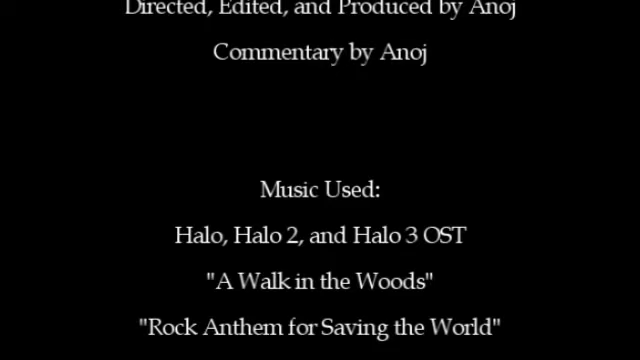 Directed, Edited, and Produced by Anoj
Commentary by Anoj
Music Used:
Halo, Halo 2, and Halo 3 OST
"A Walk in the Woods"
"Rock Anthem for Saving the World"